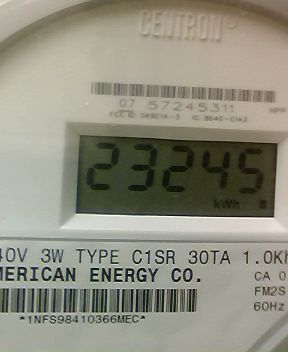 CENTRON®
07 57245311
23245
kWh
40V 3W TYPE C1SR 30TA 1.0Kh
MERICAN ENERGY CO.
CA 0
FM2S
60Hz
*1NFS98410366MEC*